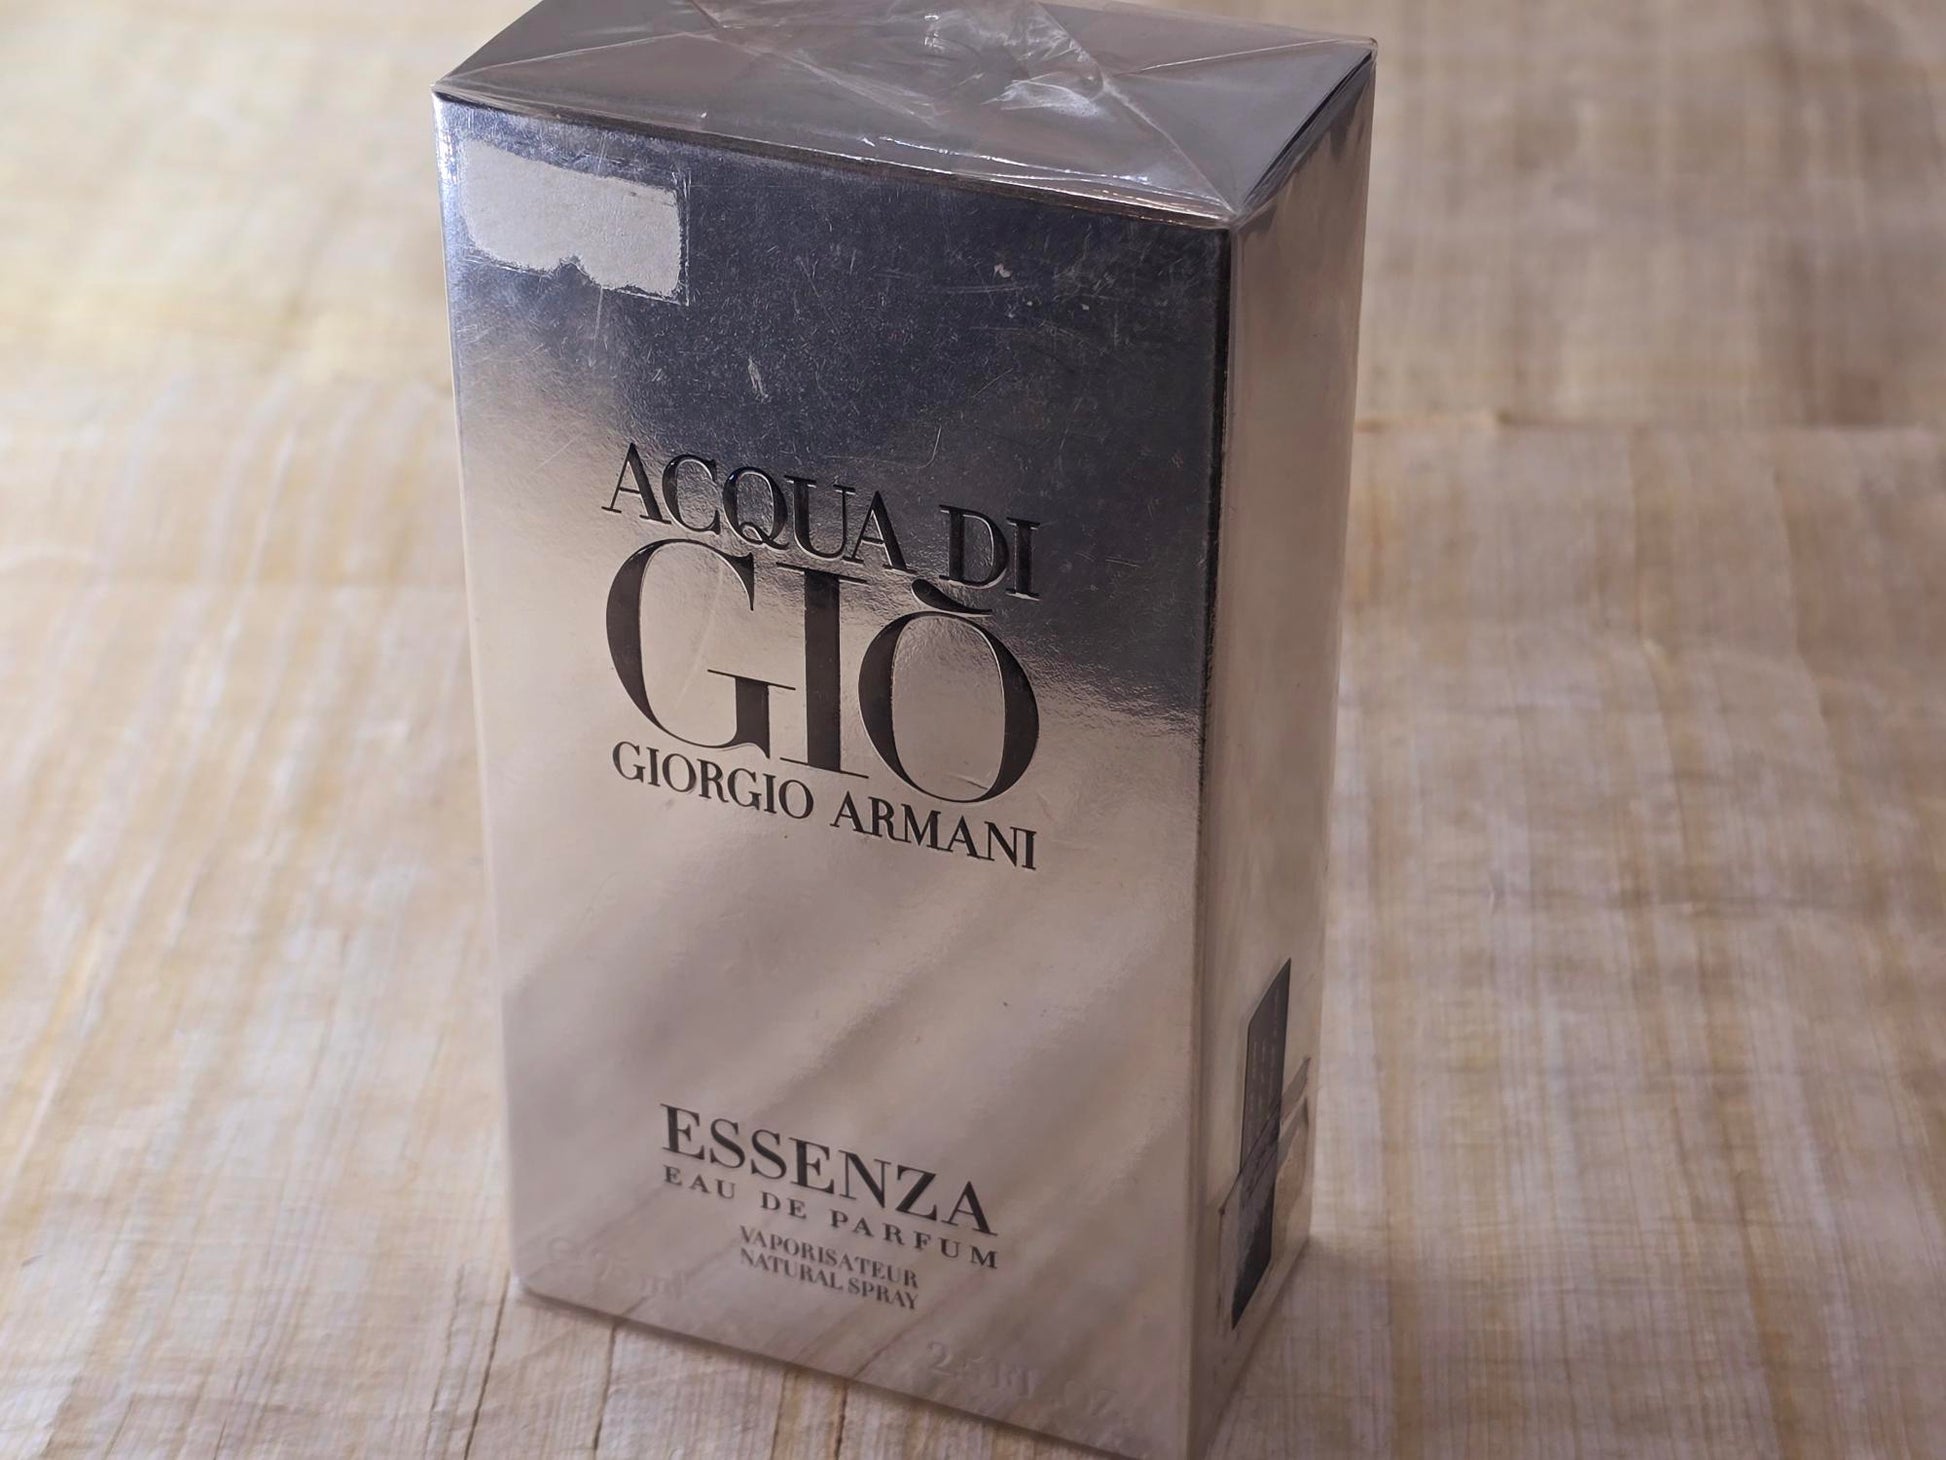 ACQUA DI
GIÒ
GIORGIO ARMANI
ESSENZA
EAU DE PARFUM
VAPORISATEUR
NATURAL SPRAY